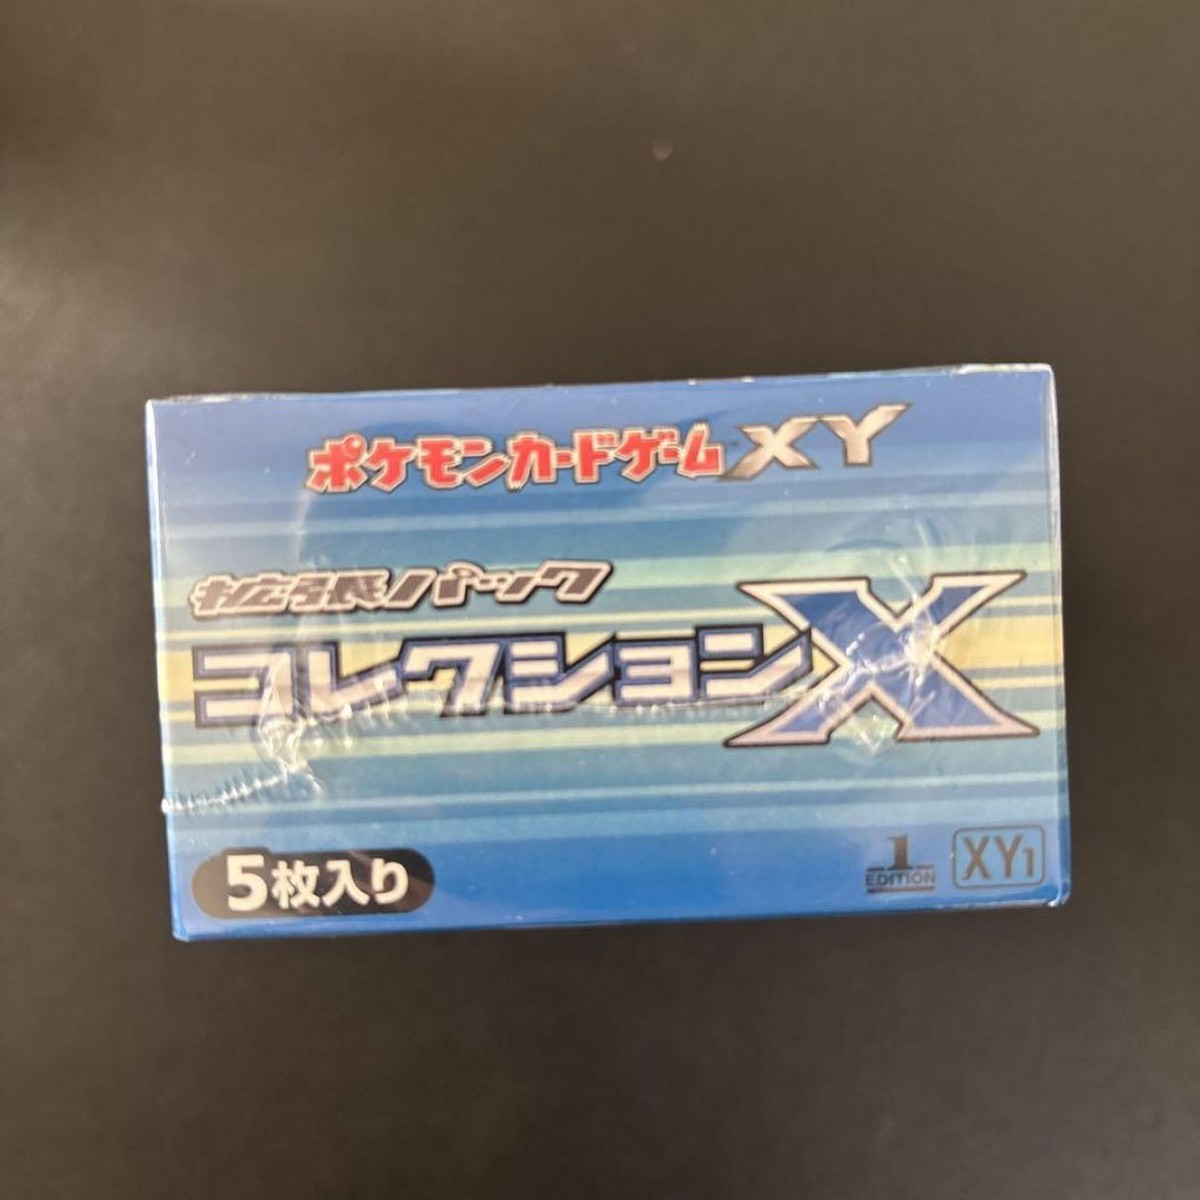 ポケモンカードゲームXY
拡張パック
コレクションX
5枚入り
1
EDITION
XY1